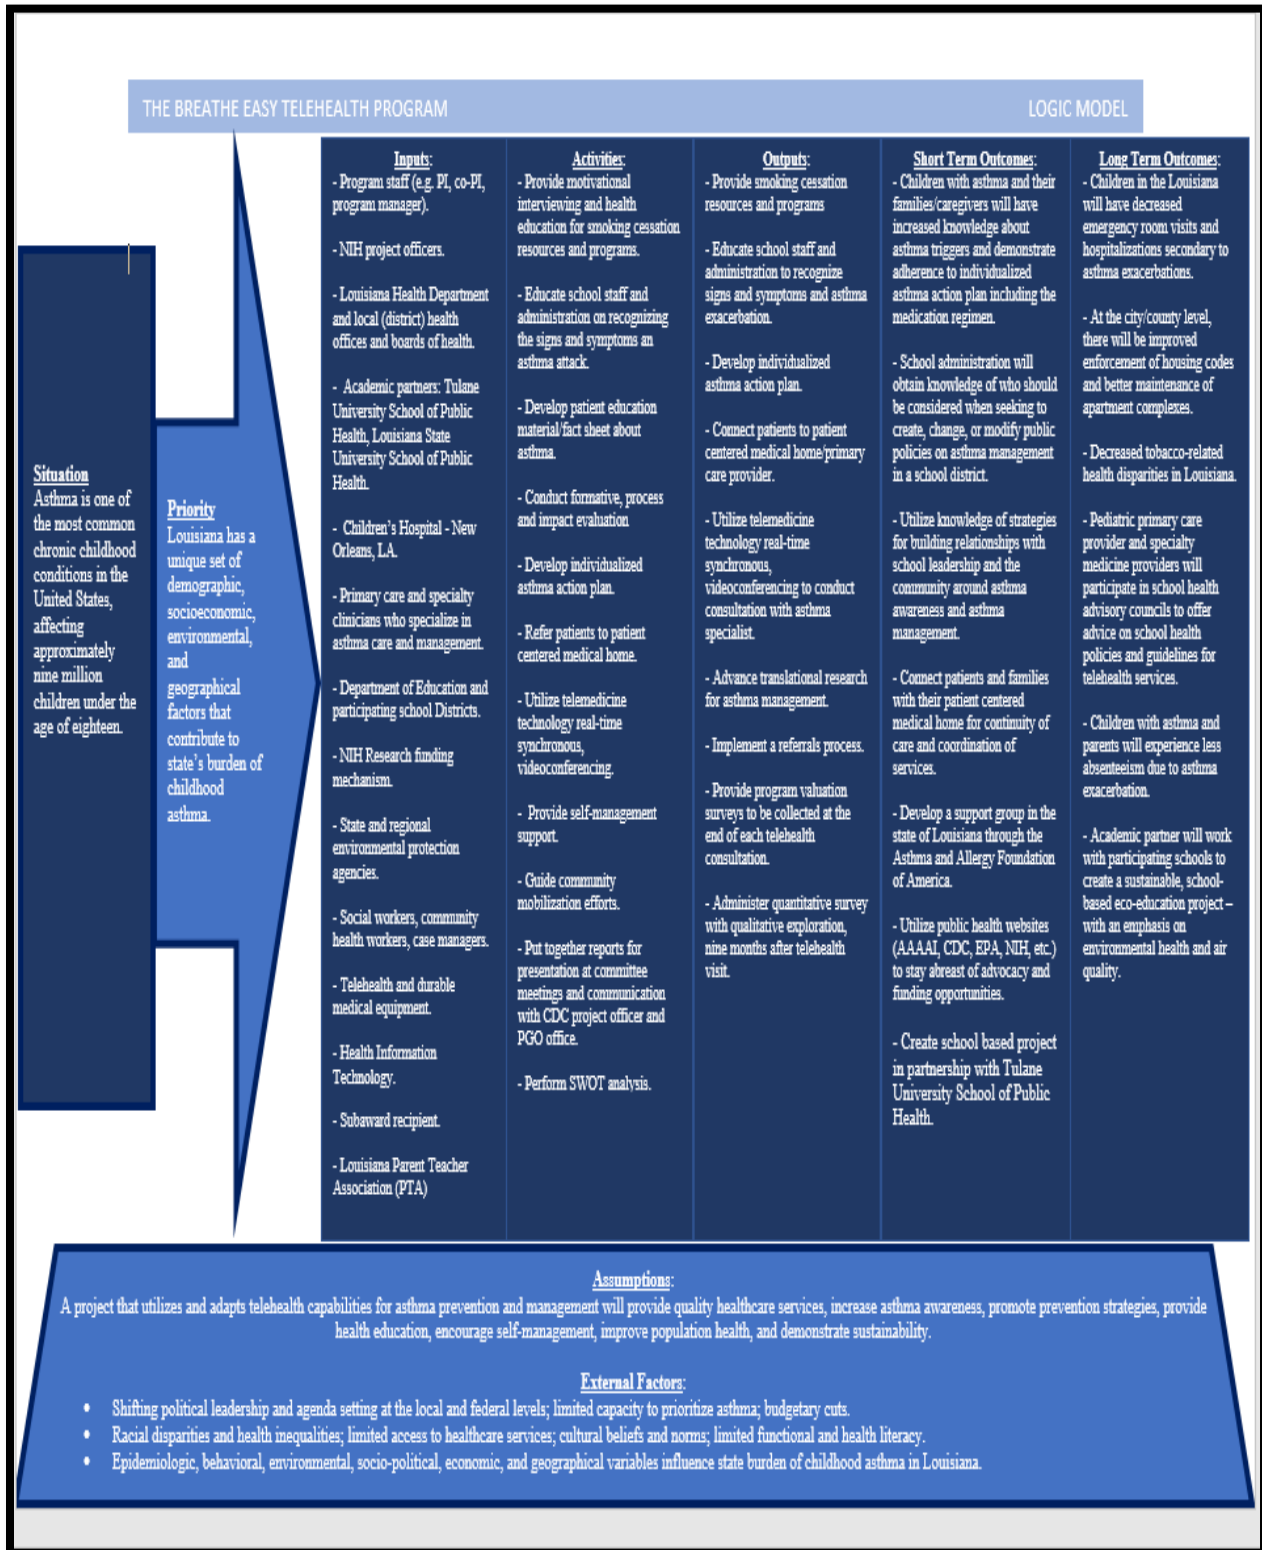 THE BREATHE EASY TELEHEALTH PROGRAM
LOGIC MODEL
Situation
Asthma is one of
the most common
chronic childhood
conditions in the
United States,
affecting
approximately
nine million
children under the
age of eighteen.
Priority
Louisiana has a
unique set of
demographic,
socioeconomic,
environmental,
and
geographical
factors that
contribute to
state's burden of
childhood
asthma.
Inputs:
- Program staff (e.g. PI, co-PI,
program manager).
- NIH project officers.
- Louisiana Health Department
and local (district) health
offices and boards of health.
- Academic partners: Tulane
University School of Public
Health, Louisiana State
University School of Public
Health.
- Children's Hospital - New
Orleans, LA.
- Primary care and specialty
clinicians who specialize in
asthma care and management.
- Department of Education and
participating school Districts.
- NIH Research funding
mechanism.
- State and regional
environmental protection
agencies.
- Social workers, community
health workers, case managers.
- Telehealth and durable
medical equipment.
- Health Information
Technology.
- Subaward recipient.
- Louisiana Parent Teacher
Association (PTA)
Activities:
- Provide motivational
interviewing and health
education for smoking cessation
resources and programs.
- Educate school staff and
administration on recognizing
the signs and symptoms an
asthma attack.
- Develop patient education
material/fact sheet about
asthma.
- Conduct formative, process
and impact evaluation
- Develop individualized
asthma action plan.
- Refer patients to patient
centered medical home.
- Utilize telemedicine
technology real-time
synchronous,
videoconferencing.
- Provide self-management
support.
- Guide community
mobilization efforts.
- Put together reports for
presentation at committee
meetings and communication
with CDC project officer and
PGO office.
- Perform SWOT analysis.
Outputs:
- Provide smoking cessation
resources and programs
- Educate school staff and
administration to recognize
signs and symptoms and asthma
exacerbation.
- Develop individualized
asthma action plan.
- Connect patients to patient
centered medical home/primary
care provider.
- Utilize telemedicine
technology real-time
synchronous,
videoconferencing to conduct
consultation with asthma
specialist.
- Advance translational research
for asthma management.
- Implement a referrals process.
- Provide program valuation
surveys to be collected at the
end of each telehealth
consultation.
- Administer quantitative survey
with qualitative exploration,
nine months after telehealth
visit.
Short Term Outcomes:
- Children with asthma and their
families/caregivers will have
increased knowledge about
asthma triggers and demonstrate
adherence to individualized
asthma action plan including the
medication regimen.
- School administration will
obtain knowledge of who should
be considered when seeking to
create, change, or modify public
policies on asthma management
in a school district.
- Utilize knowledge of strategies
for building relationships with
school leadership and the
community around asthma
awareness and asthma
management.
- Connect patients and families
with their patient centered
medical home for continuity of
care and coordination of
services.
- Develop a support group in the
state of Louisiana through the
Asthma and Allergy Foundation
of America.
- Utilize public health websites
(AAAAI, CDC, EPA, NIH, etc.)
to stay abreast of advocacy and
funding opportunities.
- Create school based project
in partnership with Tulane
University School of Public
Health.
Long Term Outcomes:
- Children in the Louisiana
will have decreased
emergency room visits and
hospitalizations secondary to
asthma exacerbations.
- At the city/county level,
there will be improved
enforcement of housing codes
and better maintenance of
apartment complexes.
- Decreased tobacco-related
health disparities in Louisiana.
- Pediatric primary care
provider and specialty
medicine providers will
participate in school health
advisory councils to offer
advice on school health
policies and guidelines for
telehealth services.
- Children with asthma and
parents will experience less
absenteeism due to asthma
exacerbation.
- Academic partner will work
with participating schools to
create a sustainable, school-
based eco-education project –
with an emphasis on
environmental health and air
quality.
Assumptions:
A project that utilizes and adapts telehealth capabilities for asthma prevention and management will provide quality healthcare services, increase asthma awareness, promote prevention strategies, provide
health education, encourage self-management, improve population health, and demonstrate sustainability.
External Factors:
• Shifting political leadership and agenda setting at the local and federal levels; limited capacity to prioritize asthma; budgetary cuts.
• Racial disparities and health inequalities; limited access to healthcare services; cultural beliefs and norms; limited functional and health literacy.
• Epidemiologic, behavioral, environmental, socio-political, economic, and geographical variables influence state burden of childhood asthma in Louisiana.